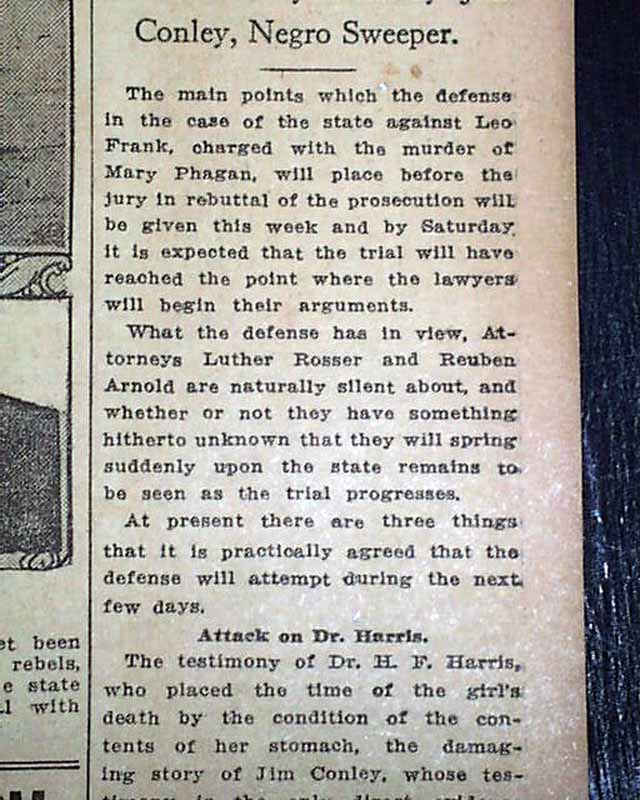 Conley, Negro Sweeper.
The main points which the defense
in the case of the state against Leo
Frank, charged with the murder of
Mary Phagan, will place before the
jury in rebuttal of the prosecution will
be given this week and by Saturday
it is expected that the trial will have
reached the point where the lawyers
will begin their arguments.
What the defense has in view, At-
torneys Luther Rosser and Reuben
Arnold are naturally silent about, and
whether or not they have something
hitherto unknown that they will spring
suddenly upon the state remains to
be seen as the trial progresses.
At present there are three things
that it is practically agreed that the
defense will attempt during the next
few days.
Attack on Dr. Harris.
The testimony of Dr. H. F. Harris,
who placed the time of the girl's
death by the condition of the con-
tents of her stomach, the damag-
ing story of Jim Conley, whose tes-
timony is the only direct
been
rebels,
state
with